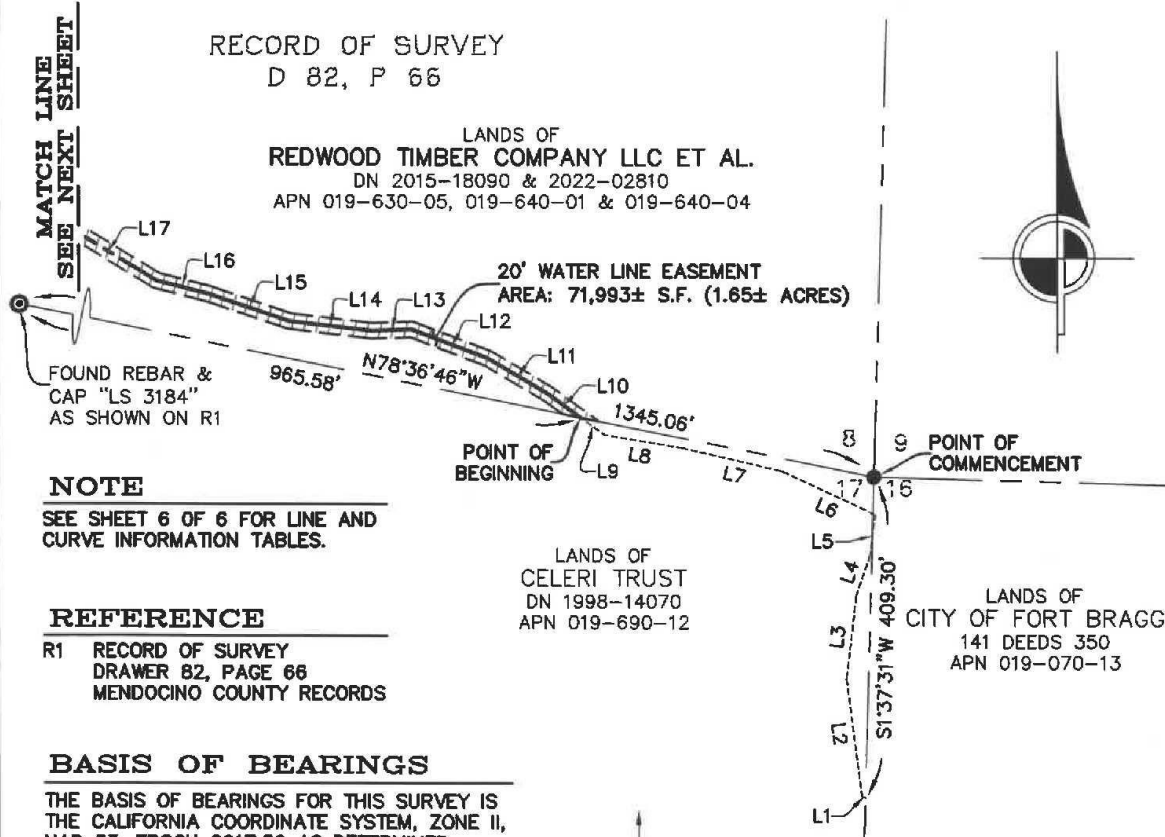 RECORD OF SURVEY
D 82, P 66
MATCH LINE
SEE NEXT SHEET
LANDS OF
REDWOOD TIMBER COMPANY LLC ET AL.
DN 2015-18090 & 2022-02810
APN 019-630-05, 019-640-01 & 019-640-04
L17
L16
L15
L14
L13
L12
L11
L10
20' WATER LINE EASEMENT
AREA: 71,993± S.F. (1.65± ACRES)
FOUND REBAR &
CAP "LS 3184"
AS SHOWN ON R1
965.58'
N78°36'46"W
1345.06'
POINT OF
BEGINNING
L9
L8
L7
L6
L5
L4
L3
L2
L1
8
9
17
16
POINT OF
COMMENCEMENT
S1°37'31"W 409.30'
NOTE
SEE SHEET 6 OF 6 FOR LINE AND
CURVE INFORMATION TABLES.
LANDS OF
CELERI TRUST
DN 1998-14070
APN 019-690-12
LANDS OF
CITY OF FORT BRAGG
141 DEEDS 350
APN 019-070-13
REFERENCE
R1 RECORD OF SURVEY
DRAWER 82, PAGE 66
MENDOCINO COUNTY RECORDS
BASIS OF BEARINGS
THE BASIS OF BEARINGS FOR THIS SURVEY IS
THE CALIFORNIA COORDINATE SYSTEM, ZONE II,